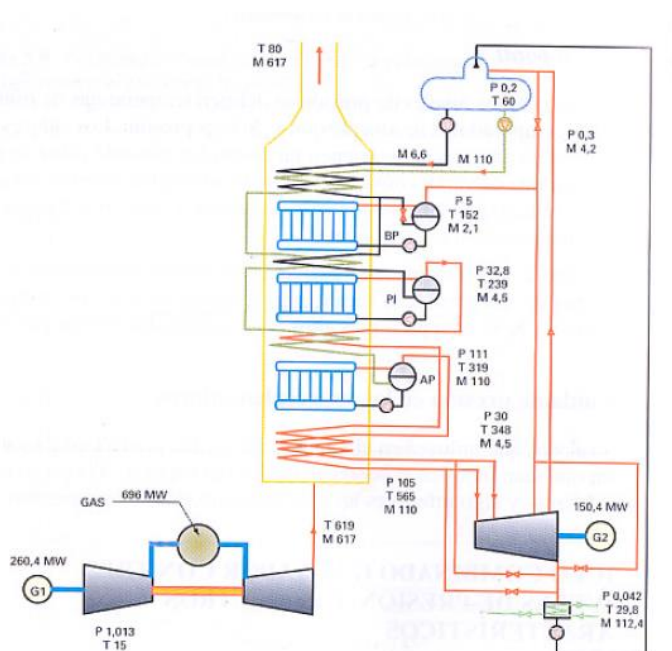 T 80
M 617
P 0,2
T 60
P 0,3
M 4,2
M 6,6
M 110
P 5
T 152
M 2,1
BP
P 32,8
T 239
M 4,5
PI
P 111
T 319
M 110
AP
P 30
T 348
M 4,5
P 105
T 565
M 110
GAS
696 MW
150,4 MW
G2
T 619
M 617
260,4 MW
G1
P 0,042
T 29,8
M 112,4
P 1,013
T 15